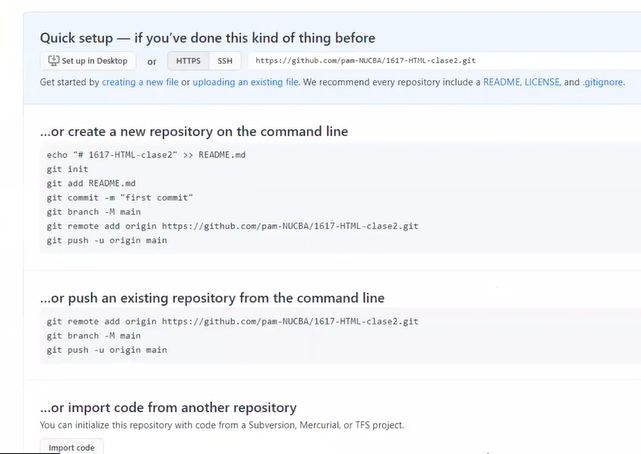 Quick setup — if you've done this kind of thing before
Set up in Desktop or HTTPS SSH https://github.com/pam-NUCBA/1617-HTML-clase2.git
Get started by creating a new file or uploading an existing file. We recommend every repository include a README, LICENSE, and .gitignore.
...or create a new repository on the command line
echo "# 1617-HTML-clase2" >> README.md
git init
git add README.md
git commit -m "first commit"
git branch -M main
git remote add origin https://github.com/pam-NUCBA/1617-HTML-clase2.git
git push -u origin main
...or push an existing repository from the command line
git remote add origin https://github.com/pam-NUCBA/1617-HTML-clase2.git
git branch -M main
git push -u origin main
...or import code from another repository
You can initialize this repository with code from a Subversion, Mercurial, or TFS project.
Import code